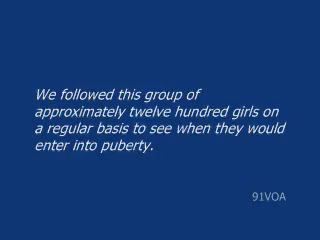 We followed this group of
approximately twelve hundred girls on
a regular basis to see when they would
enter into puberty.
91VOA